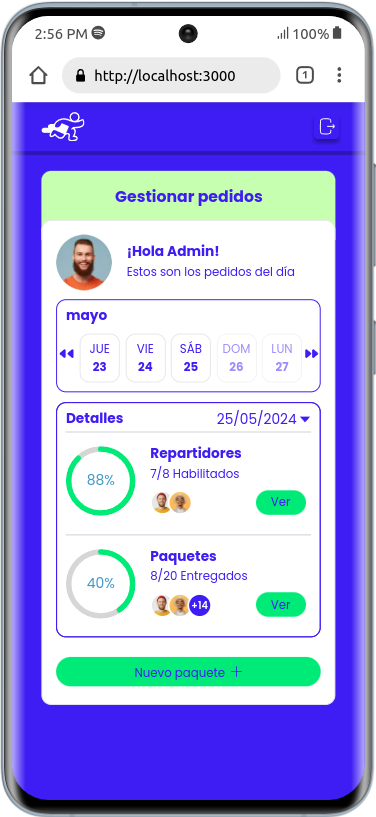 2:56 PM
100%
http://localhost:3000
1
Gestionar pedidos
¡Hola Admin!
Estos son los pedidos del día
mayo
JUE VIE SÁB DOM LUN
23 24 25 26 27
Detalles 25/05/2024
Repartidores
88%
7/8 Habilitados
Ver
Paquetes
40%
8/20 Entregados
+14
Ver
Nuevo paquete +